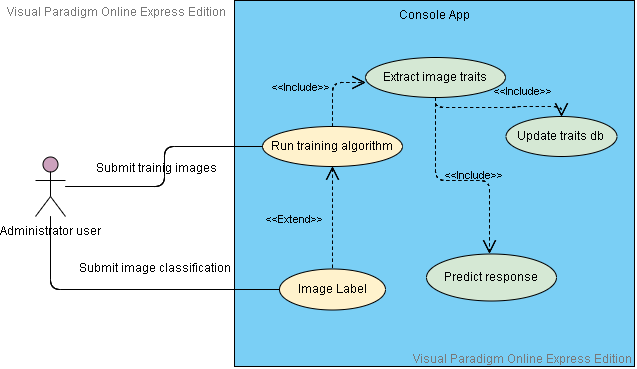 Visual Paradigm Online Express Edition
Console App
Extract image traits
<<Include>>
<<Include>>
Update traits db
Run training algorithm
Submit trainig images
<<Include>>
<<Extend>>
Administrator user
Submit image classification
Predict response
Image Label
Visual Paradigm Online Express Edition